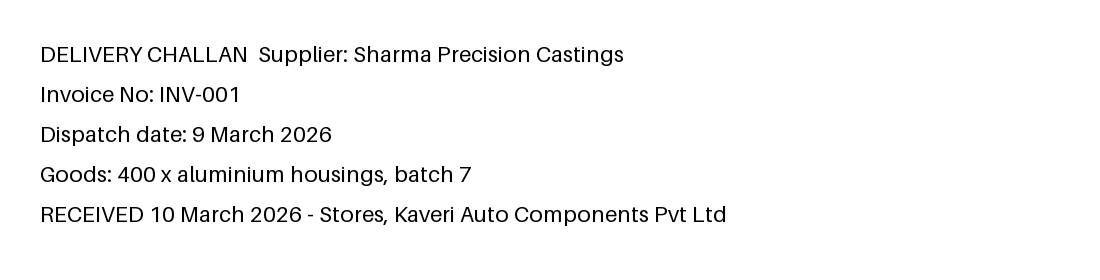 DELIVERY CHALLAN  Supplier: Sharma Precision Castings
Invoice No: INV-001
Dispatch date: 9 March 2026
Goods: 400 x aluminium housings, batch 7
RECEIVED 10 March 2026 - Stores, Kaveri Auto Components Pvt Ltd